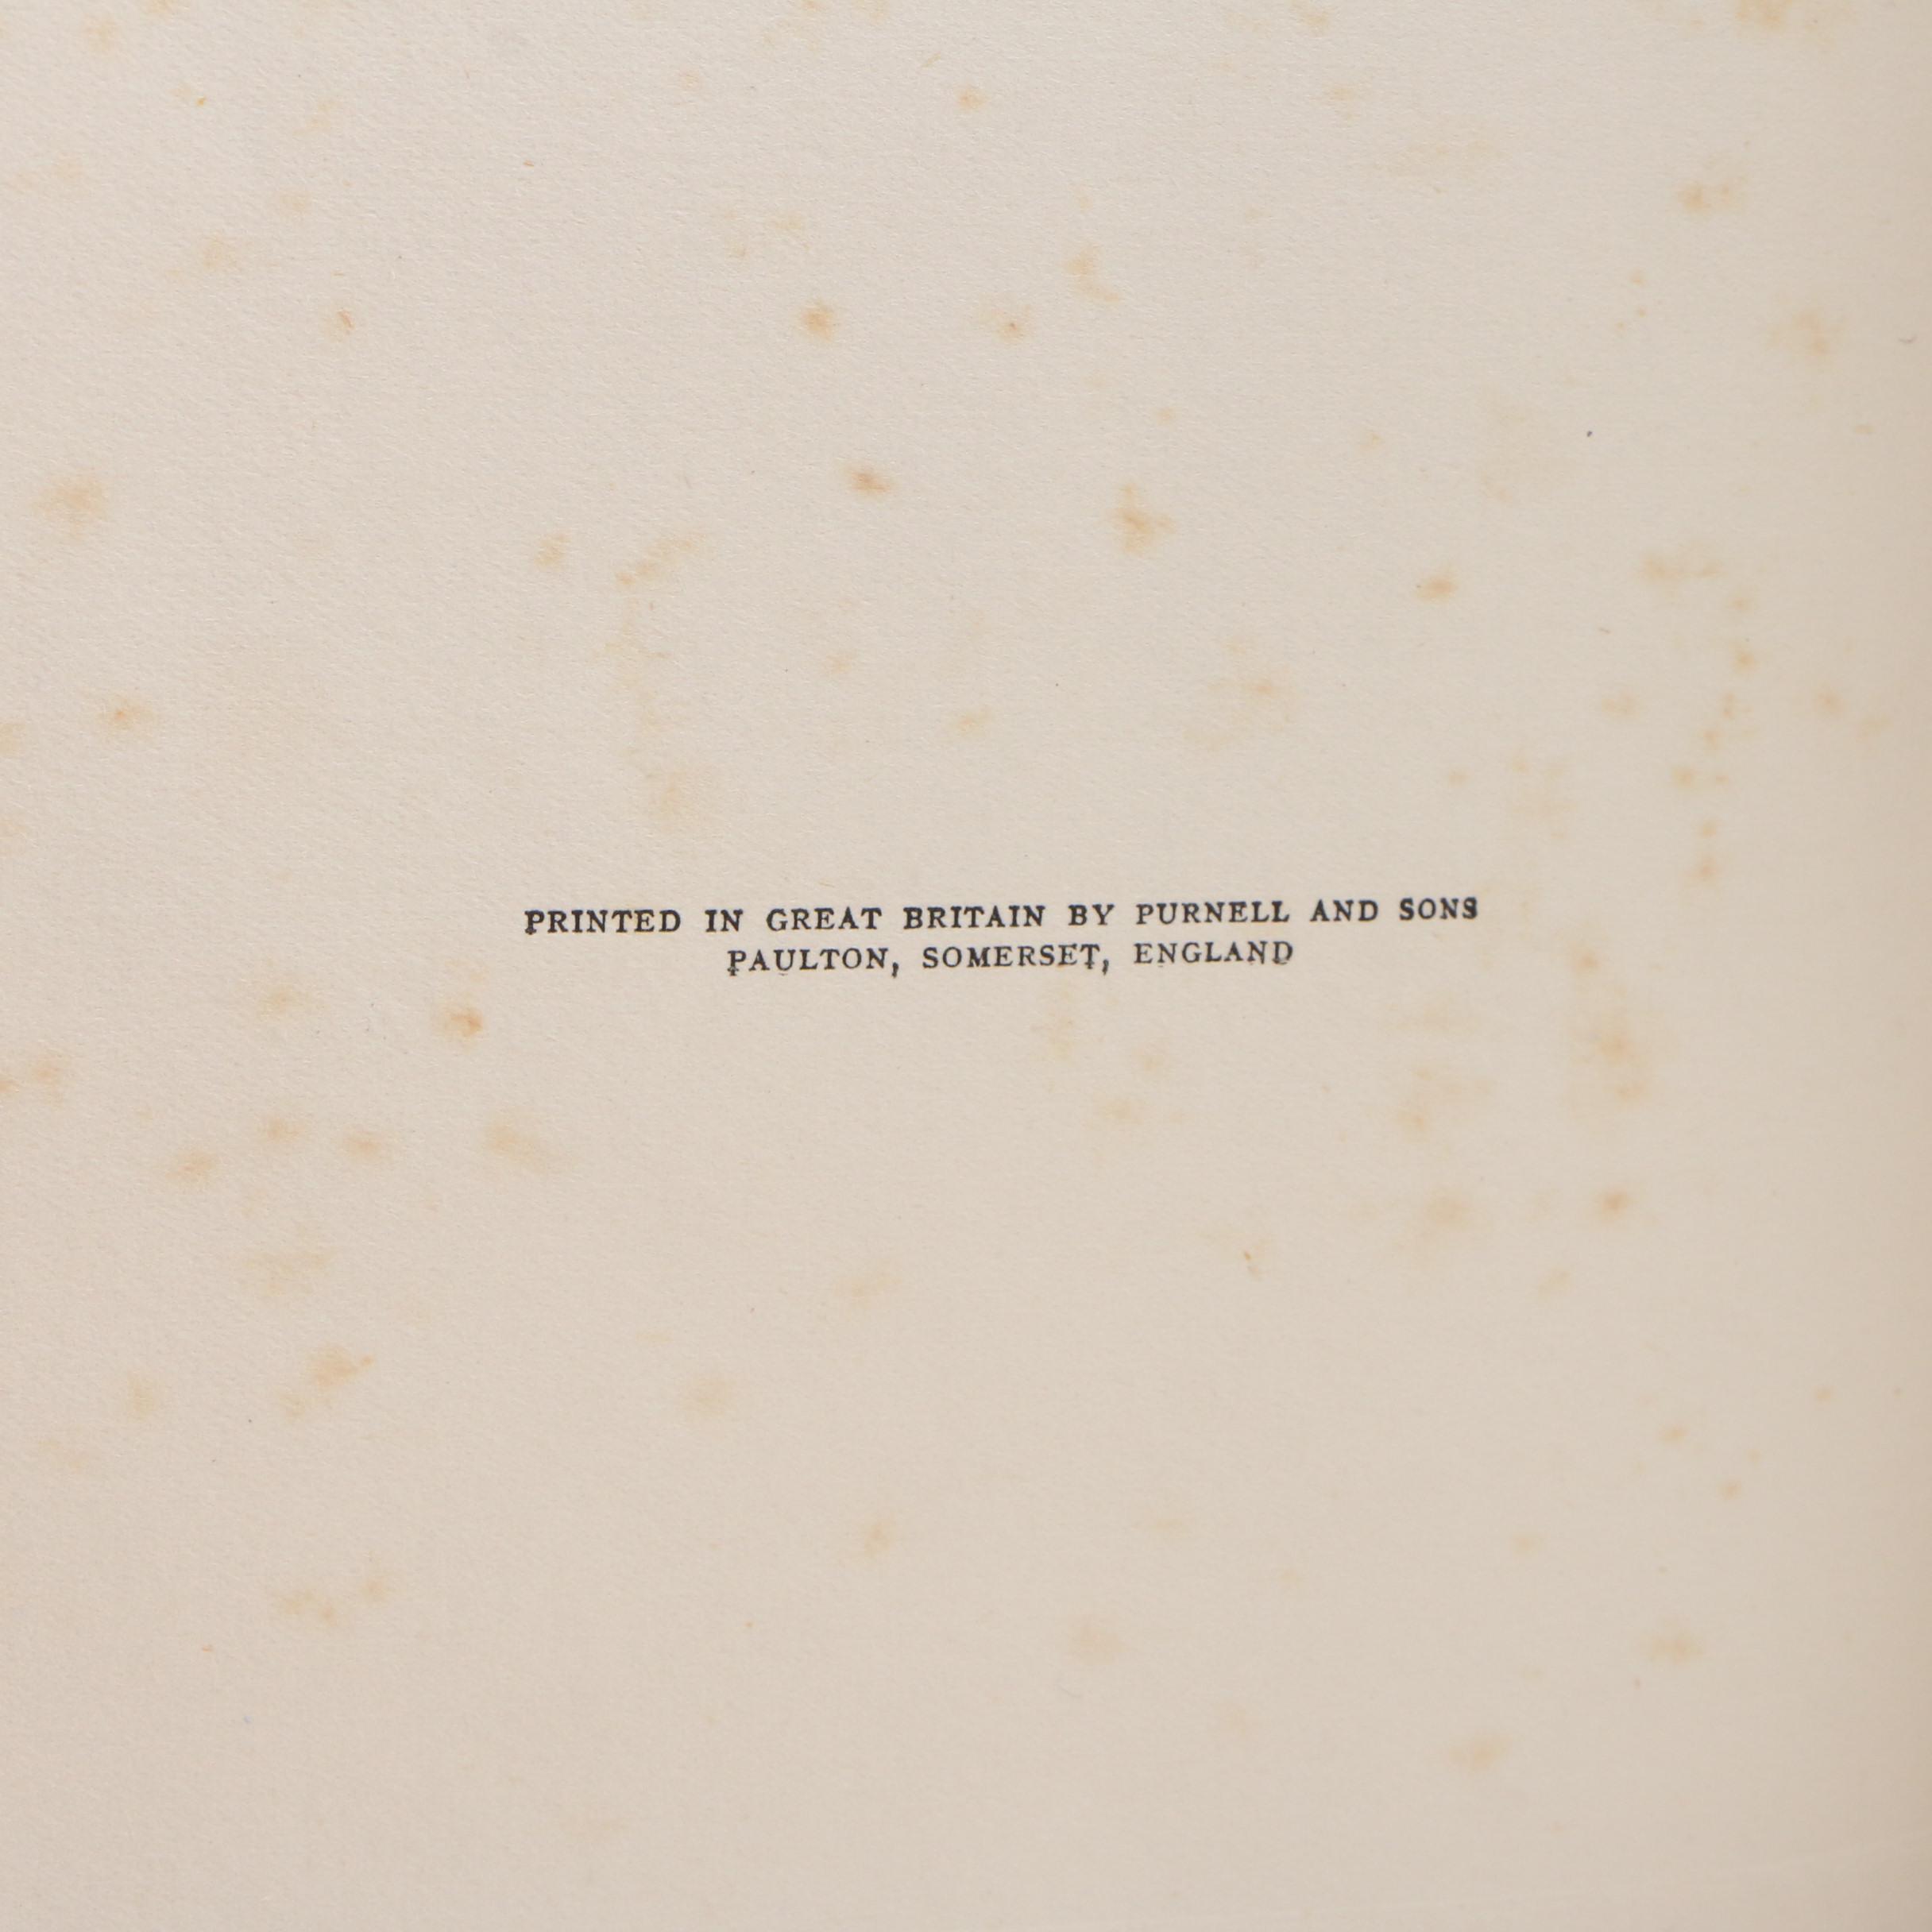 PRINTED IN GREAT BRITAIN BY PURNELL AND SONS
PAULTON, SOMERSET, ENGLAND